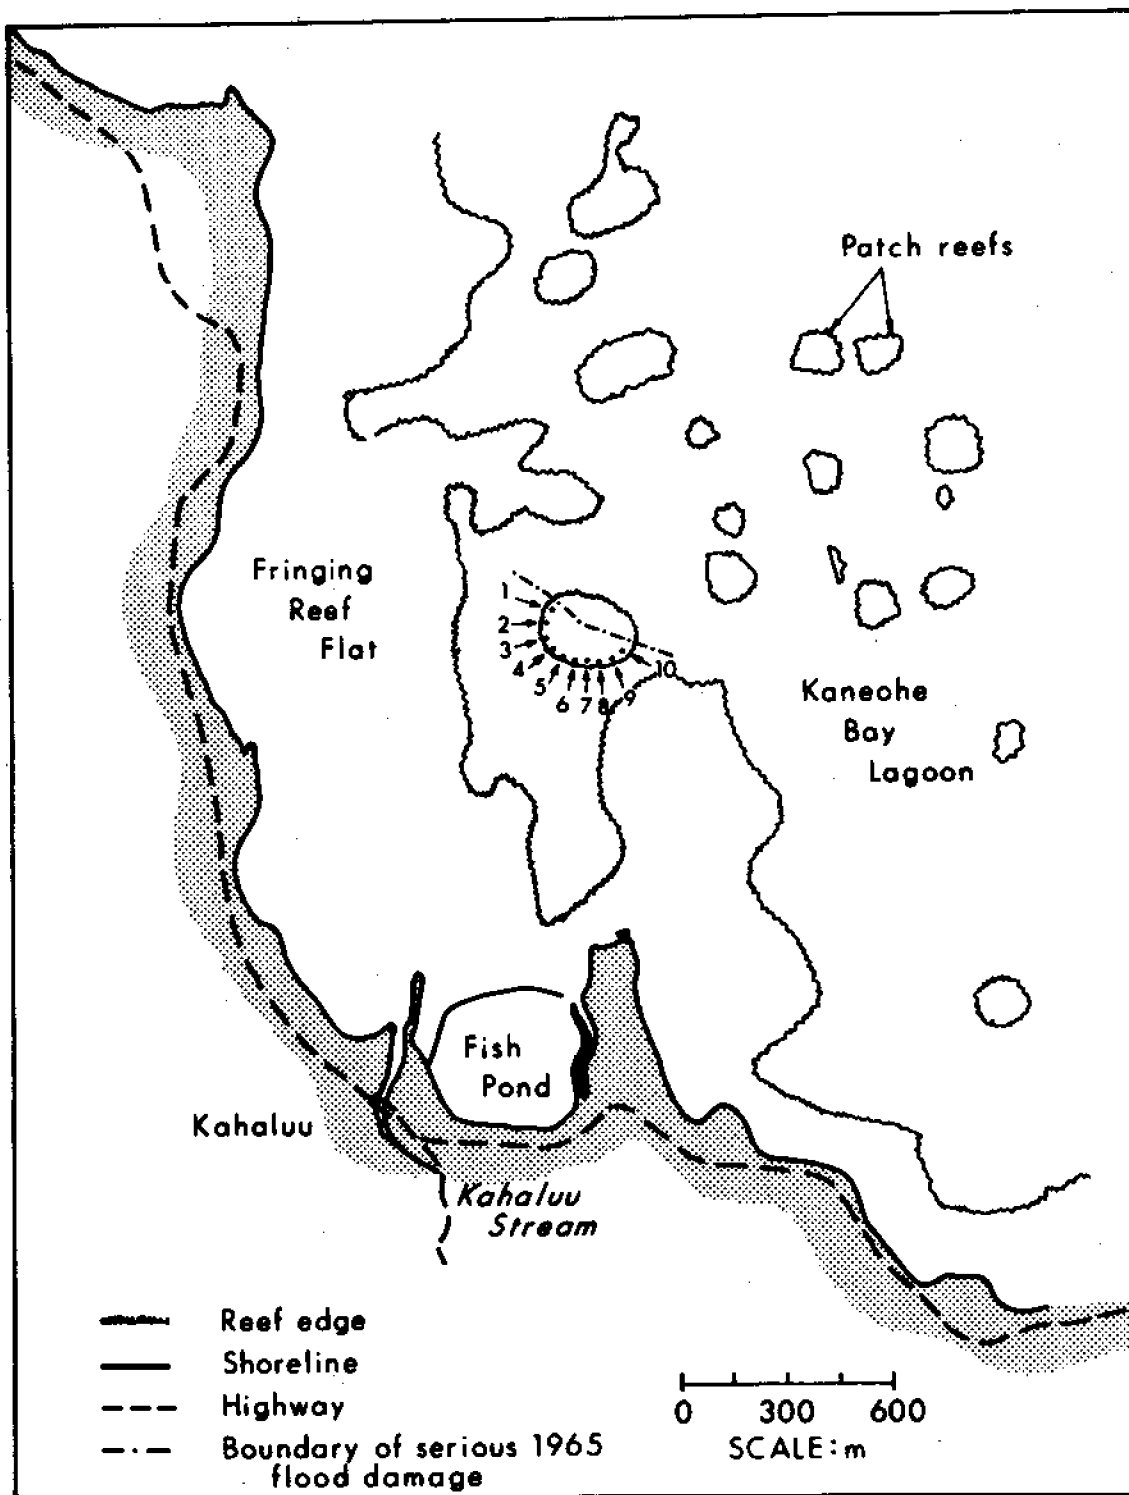 Patch reefs
Fringing
Reef
Flat
1
2
3
4
5
6
7
8
9
10
Kaneohe
Bay
Lagoon
Fish
Pond
Kahaluu
Kahaluu
Stream
Reef edge
Shoreline
Highway
Boundary of serious 1965
flood damage
0 300 600
SCALE: m